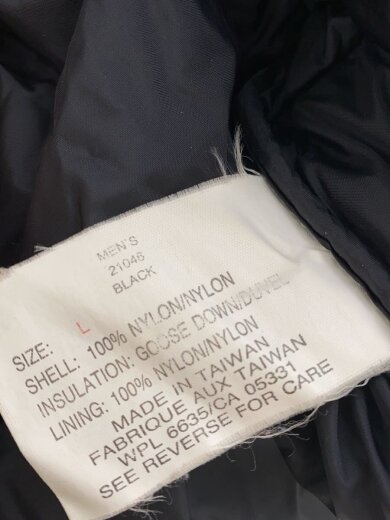 MEN'S
21046
BLACK
SIZE: L
SHELL: 100% NYLON/NYLON
INSULATION: GOOSE DOWN/DUVEL
LINING: 100% NYLON/NYLON
MADE IN TAIWAN
FABRIQUE AUX TAIWAN
WPL 6635/CA 05331
SEE REVERSE FOR CARE